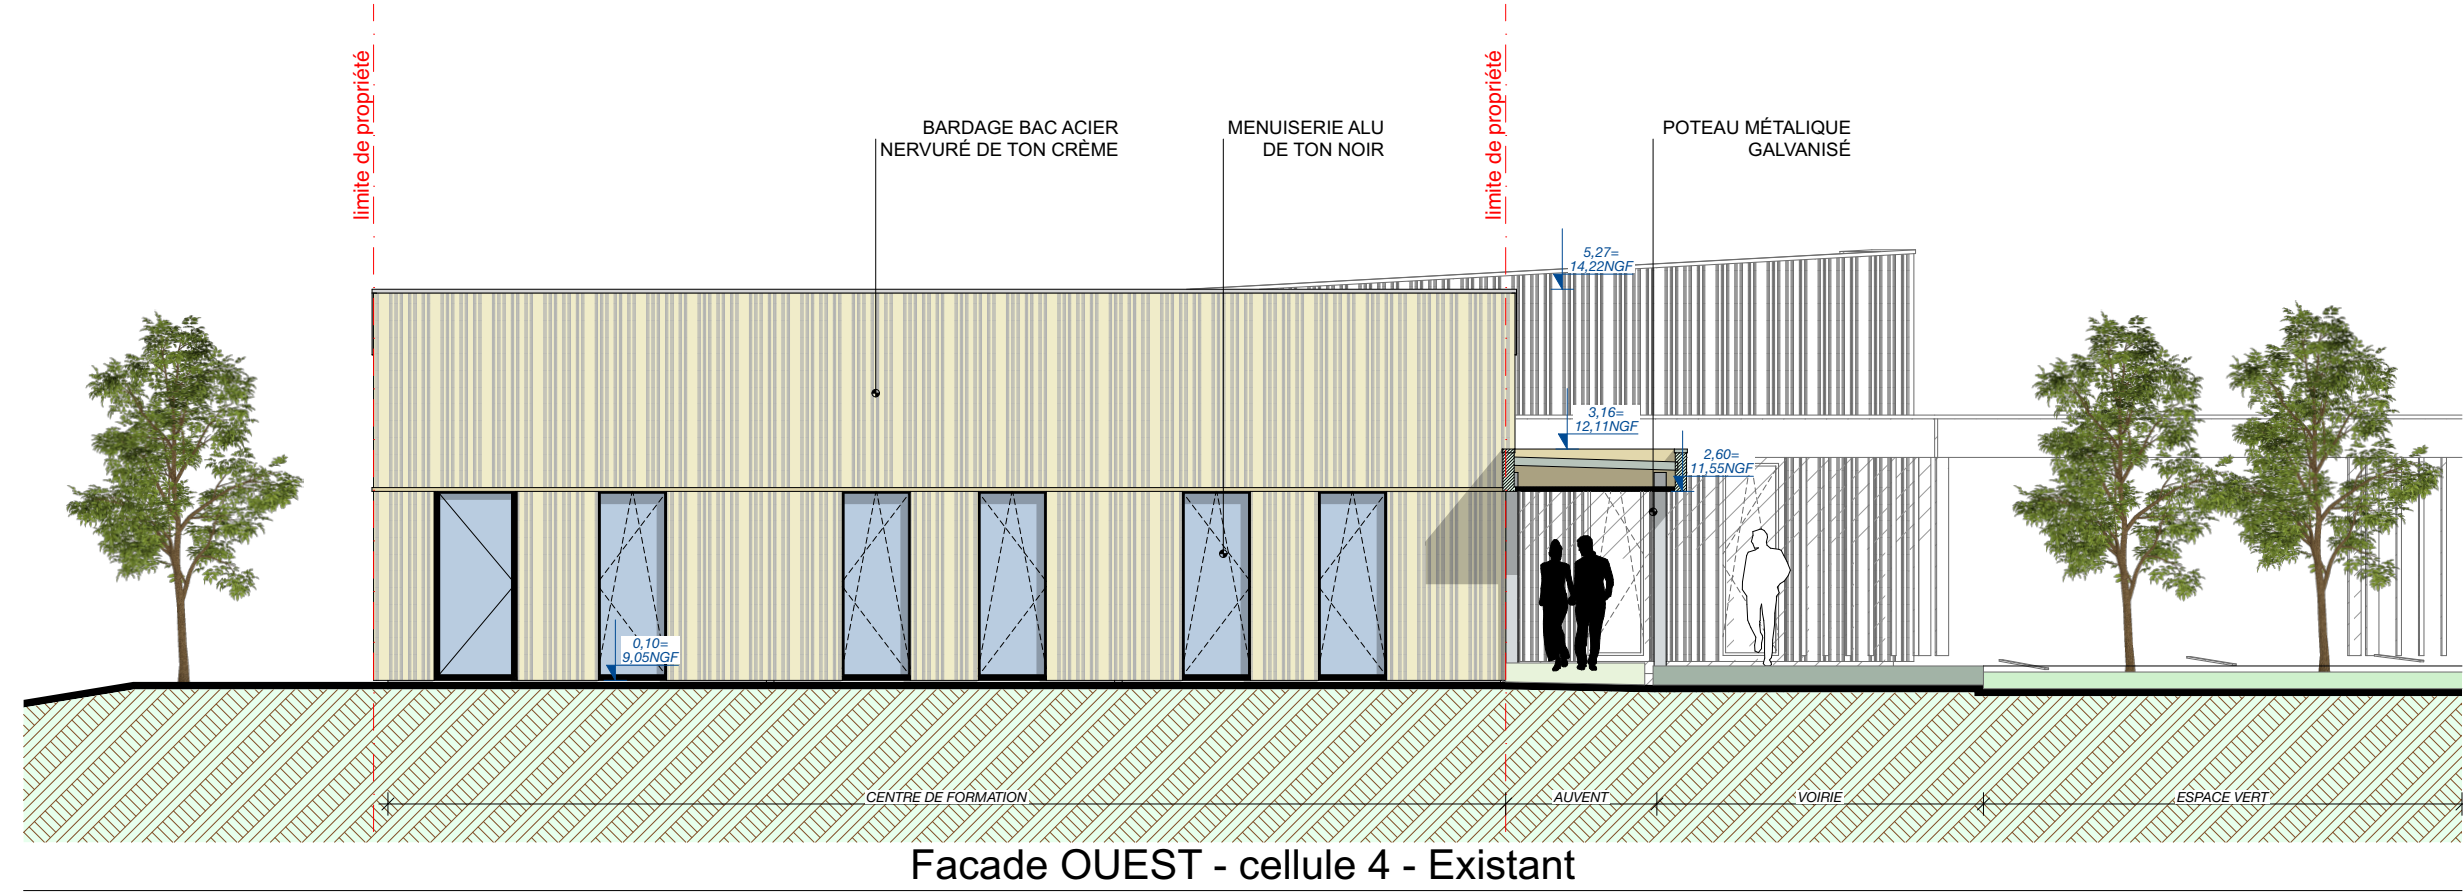 limite de propriété
limite de propriété
BARDAGE BAC ACIER
NERVURÉ DE TON CRÈME
MENUISERIE ALU
DE TON NOIR
POTEAU MÉTALIQUE
GALVANISÉ
5,27=
14,22NGF
3,16=
12,11NGF
2,60=
11,55NGF
0,10=
9,05NGF
CENTRE DE FORMATION
AUVENT
VOIRIE
ESPACE VERT
Facade OUEST - cellule 4 - Existant